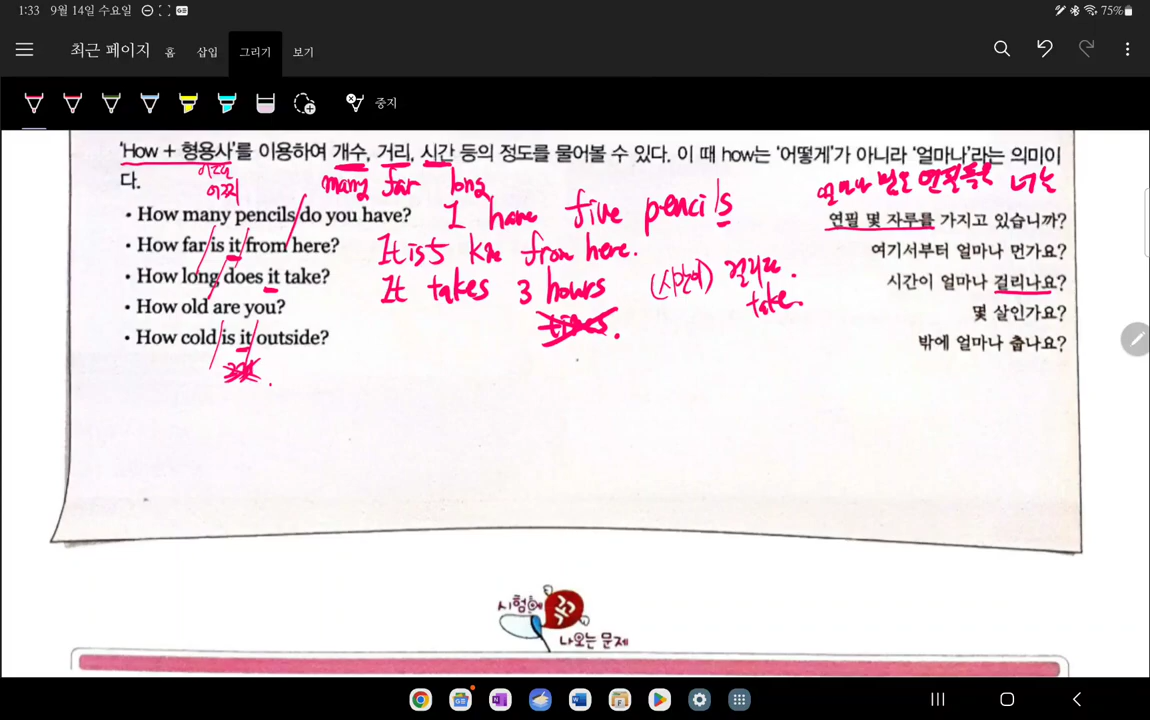 1:33 9월 14일 수요일 75%
최근 페이지 홈 삽입 그리기 보기
중지
'How + 형용사'를 이용하여 개수, 거리, 시간 등의 정도를 물어볼 수 있다. 이 때 how는 '어떻게'가 아니라 '얼마나'라는 의미이
다.
many far long
• How many pencils do you have? I have five pencils 연필 몇 자루를 가지고 있습니까?
• How far is it from here? It is 5 km from here. 여기서부터 얼마나 먼가요?
• How long does it take? It takes 3 hours (시간이) 걸리다. take 시간이 얼마나 걸리나요?
• How old are you? 몇 살인가요?
• How cold is it outside? 밖에 얼마나 춥나요?
시험에 꼭
나오는 문제